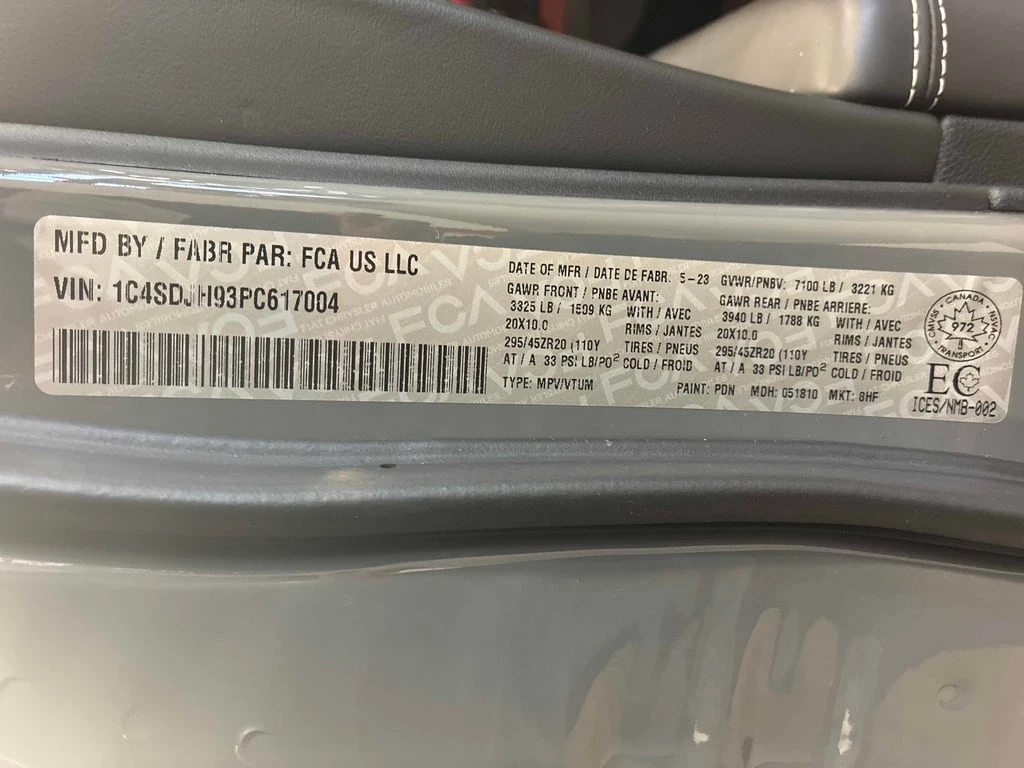 MFD BY / FABR PAR: FCA US LLC
VIN: 1C4SDJH93PC617004
DATE OF MFR / DATE DE FABR: 5-23
GAWR FRONT / PNBE AVANT:
3325 LB / 1509 KG WITH / AVEC
20X10.0 RIMS / JANTES
295/45ZR20 (110Y TIRES / PNEUS
AT / A 33 PSI LB/PO² COLD / FROID
TYPE: MPV/VTUM
GVWR/PNBV: 7100 LB / 3221 KG
GAWR REAR / PNBE ARRIERE:
3940 LB / 1788 KG WITH / AVEC
20X10.0 RIMS / JANTES
295/45ZR20 (110Y TIRES / PNEUS
AT / A 33 PSI LB/PO² COLD / FROID
PAINT: PDN MDH: 051810 MKT: 8HF
CANADA
CMVSS
972
NSVAC
TRANSPORT
EC
ICES/NMB-002